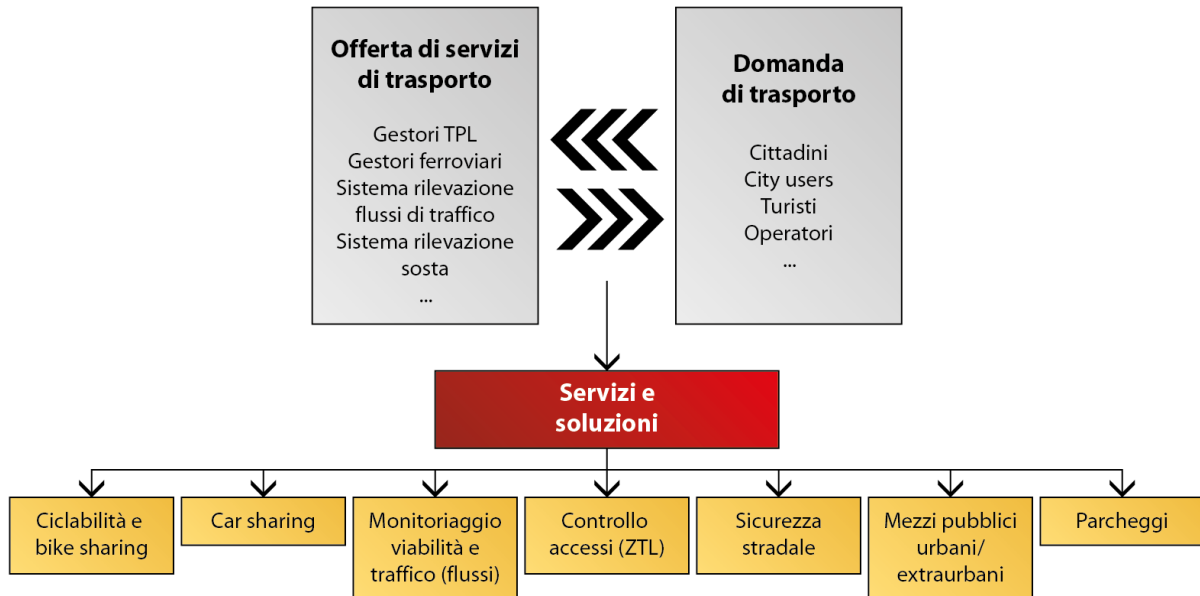 Offerta di servizi
di trasporto
Gestori TPL
Gestori ferroviari
Sistema rilevazione
flussi di traffico
Sistema rilevazione
sosta
...
Domanda
di trasporto
Cittadini
City users
Turisti
Operatori
...
Servizi e
soluzioni
Ciclabilità e
bike sharing
Car sharing
Monitoriaggio
viabilità e
traffico (flussi)
Controllo
accessi (ZTL)
Sicurezza
stradale
Mezzi pubblici
urbani/
extraurbani
Parcheggi